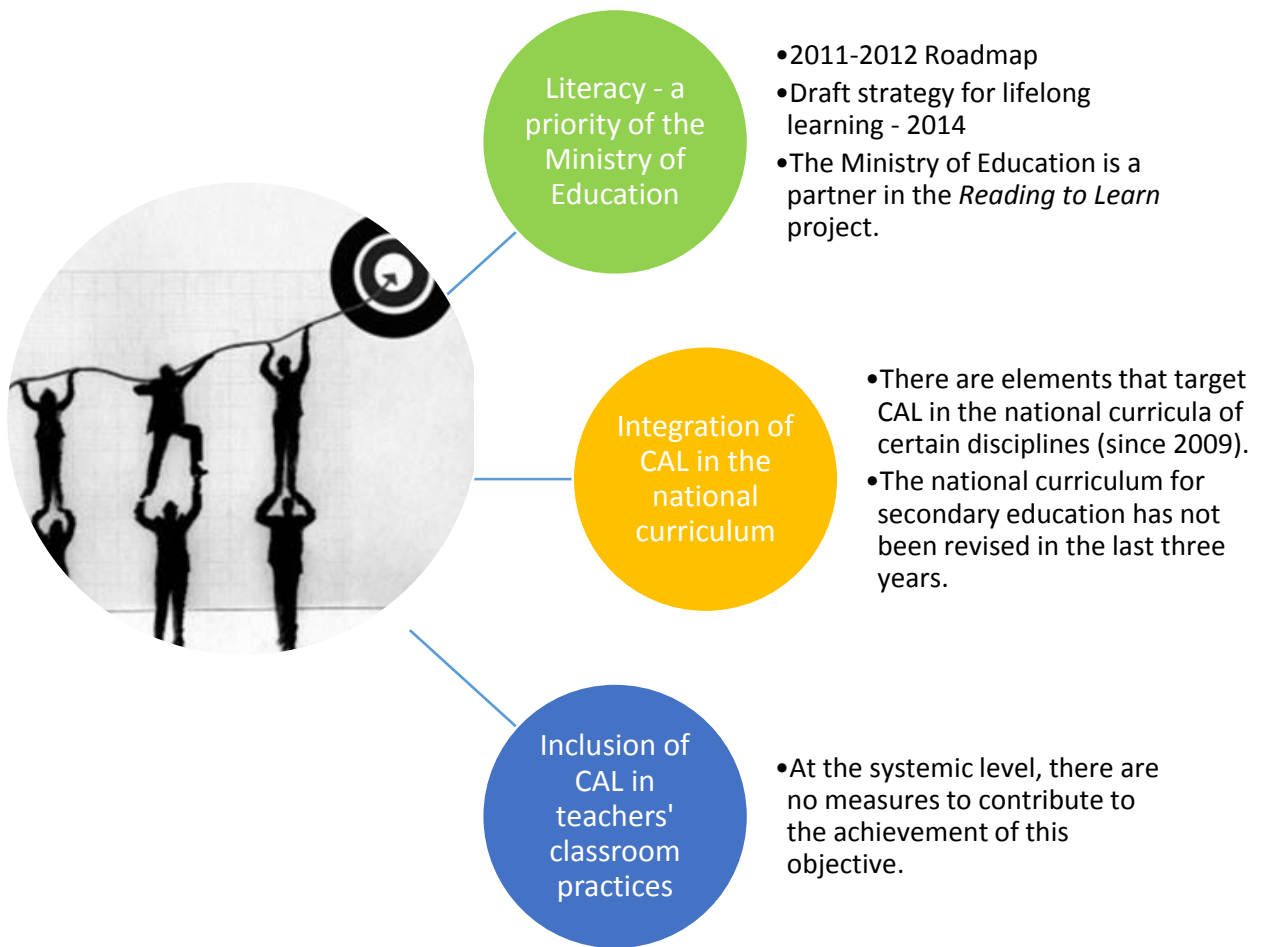 Literacy - a
priority of the
Ministry of
Education
•2011-2012 Roadmap
•Draft strategy for lifelong
learning - 2014
•The Ministry of Education is a
partner in the Reading to Learn
project.
Integration of
CAL in the
national
curriculum
•There are elements that target
CAL in the national curricula of
certain disciplines (since 2009).
•The national curriculum for
secondary education has not
been revised in the last three
years.
Inclusion of
CAL in
teachers'
classroom
practices
•At the systemic level, there are
no measures to contribute to
the achievement of this
objective.